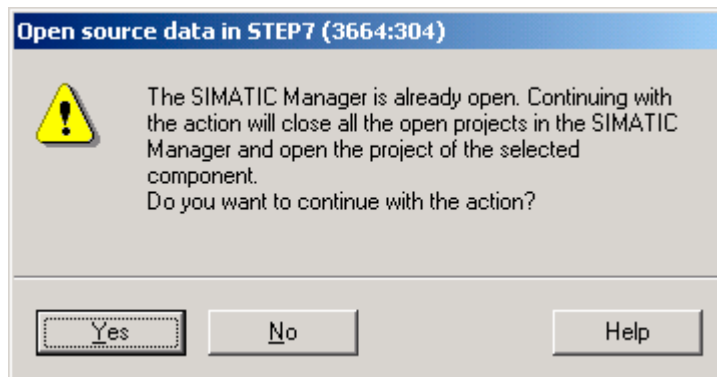 Open source data in STEP7 (3664:304)
The SIMATIC Manager is already open. Continuing with
the action will close all the open projects in the SIMATIC
Manager and open the project of the selected
component.
Do you want to continue with the action?
Yes No Help